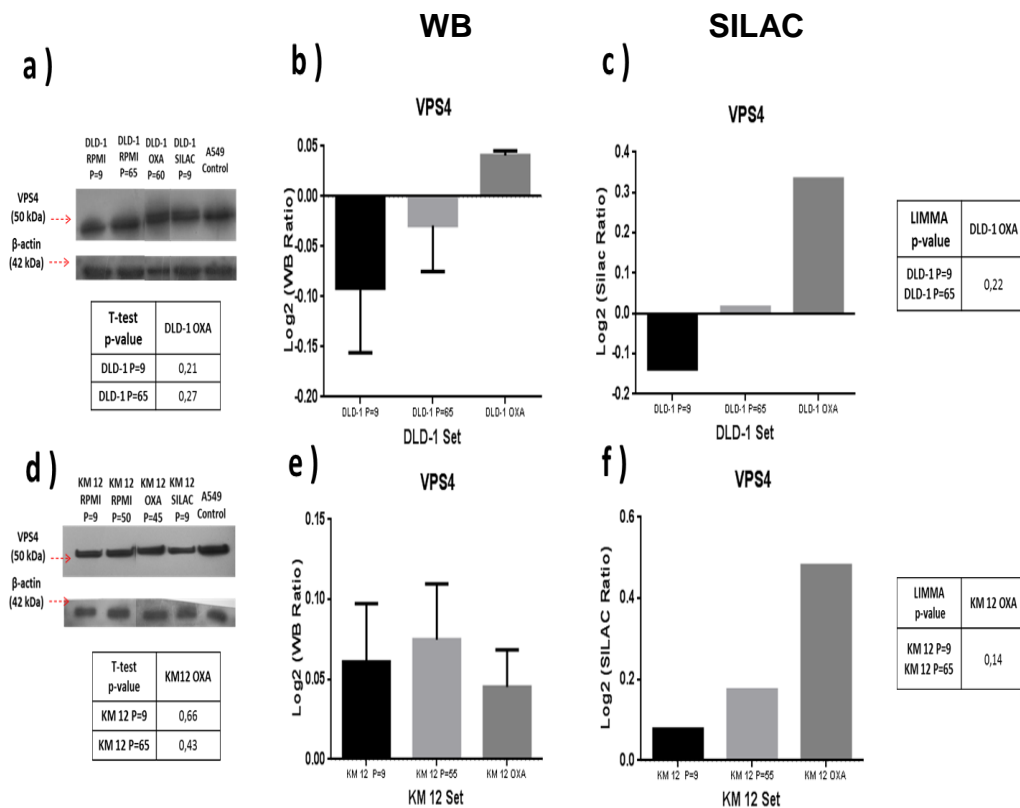 WB
SILAC
a )
DLD-1
RPMI
P=9
DLD-1
RPMI
P=65
DLD-1
OXA
P=60
DLD-1
SILAC
P=9
A549
Control
VPS4
(50 kDa)
β-actin
(42 kDa)
T-test
p-value
DLD-1 OXA
DLD-1 P=9
0,21
DLD-1 P=65
0,27
b )
VPS4
Log2 (WB Ratio)
0.05
0.00
-0.05
-0.10
-0.15
-0.20
DLD-1 P=9
DLD-1 P=65
DLD-1 OXA
DLD-1 Set
c )
VPS4
Log2 (Silac Ratio)
0.4
0.3
0.2
0.1
0.0
-0.1
-0.2
DLD-1 P=9
DLD-1 P=65
DLD-1 OXA
DLD-1 Set
LIMMA
p-value
DLD-1 OXA
DLD-1 P=9
DLD-1 P=65
0,22
d )
KM 12
RPMI
P=9
KM 12
RPMI
P=50
KM 12
OXA
P=45
KM 12
SILAC
P=9
A549
Control
VPS4
(50 kDa)
β-actin
(42 kDa)
T-test
p-value
KM12 OXA
KM 12 P=9
0,66
KM 12 P=65
0,43
e )
VPS4
Log2 (WB Ratio)
0.15
0.10
0.05
0.00
KM 12 P=9
KM 12 P=55
KM 12 OXA
KM 12 Set
f )
VPS4
Log2 (SILAC Ratio)
0.6
0.4
0.2
0.0
KM 12 P=9
KM 12 P=55
KM 12 OXA
KM 12 Set
LIMMA
p-value
KM 12 OXA
KM 12 P=9
KM 12 P=65
0,14